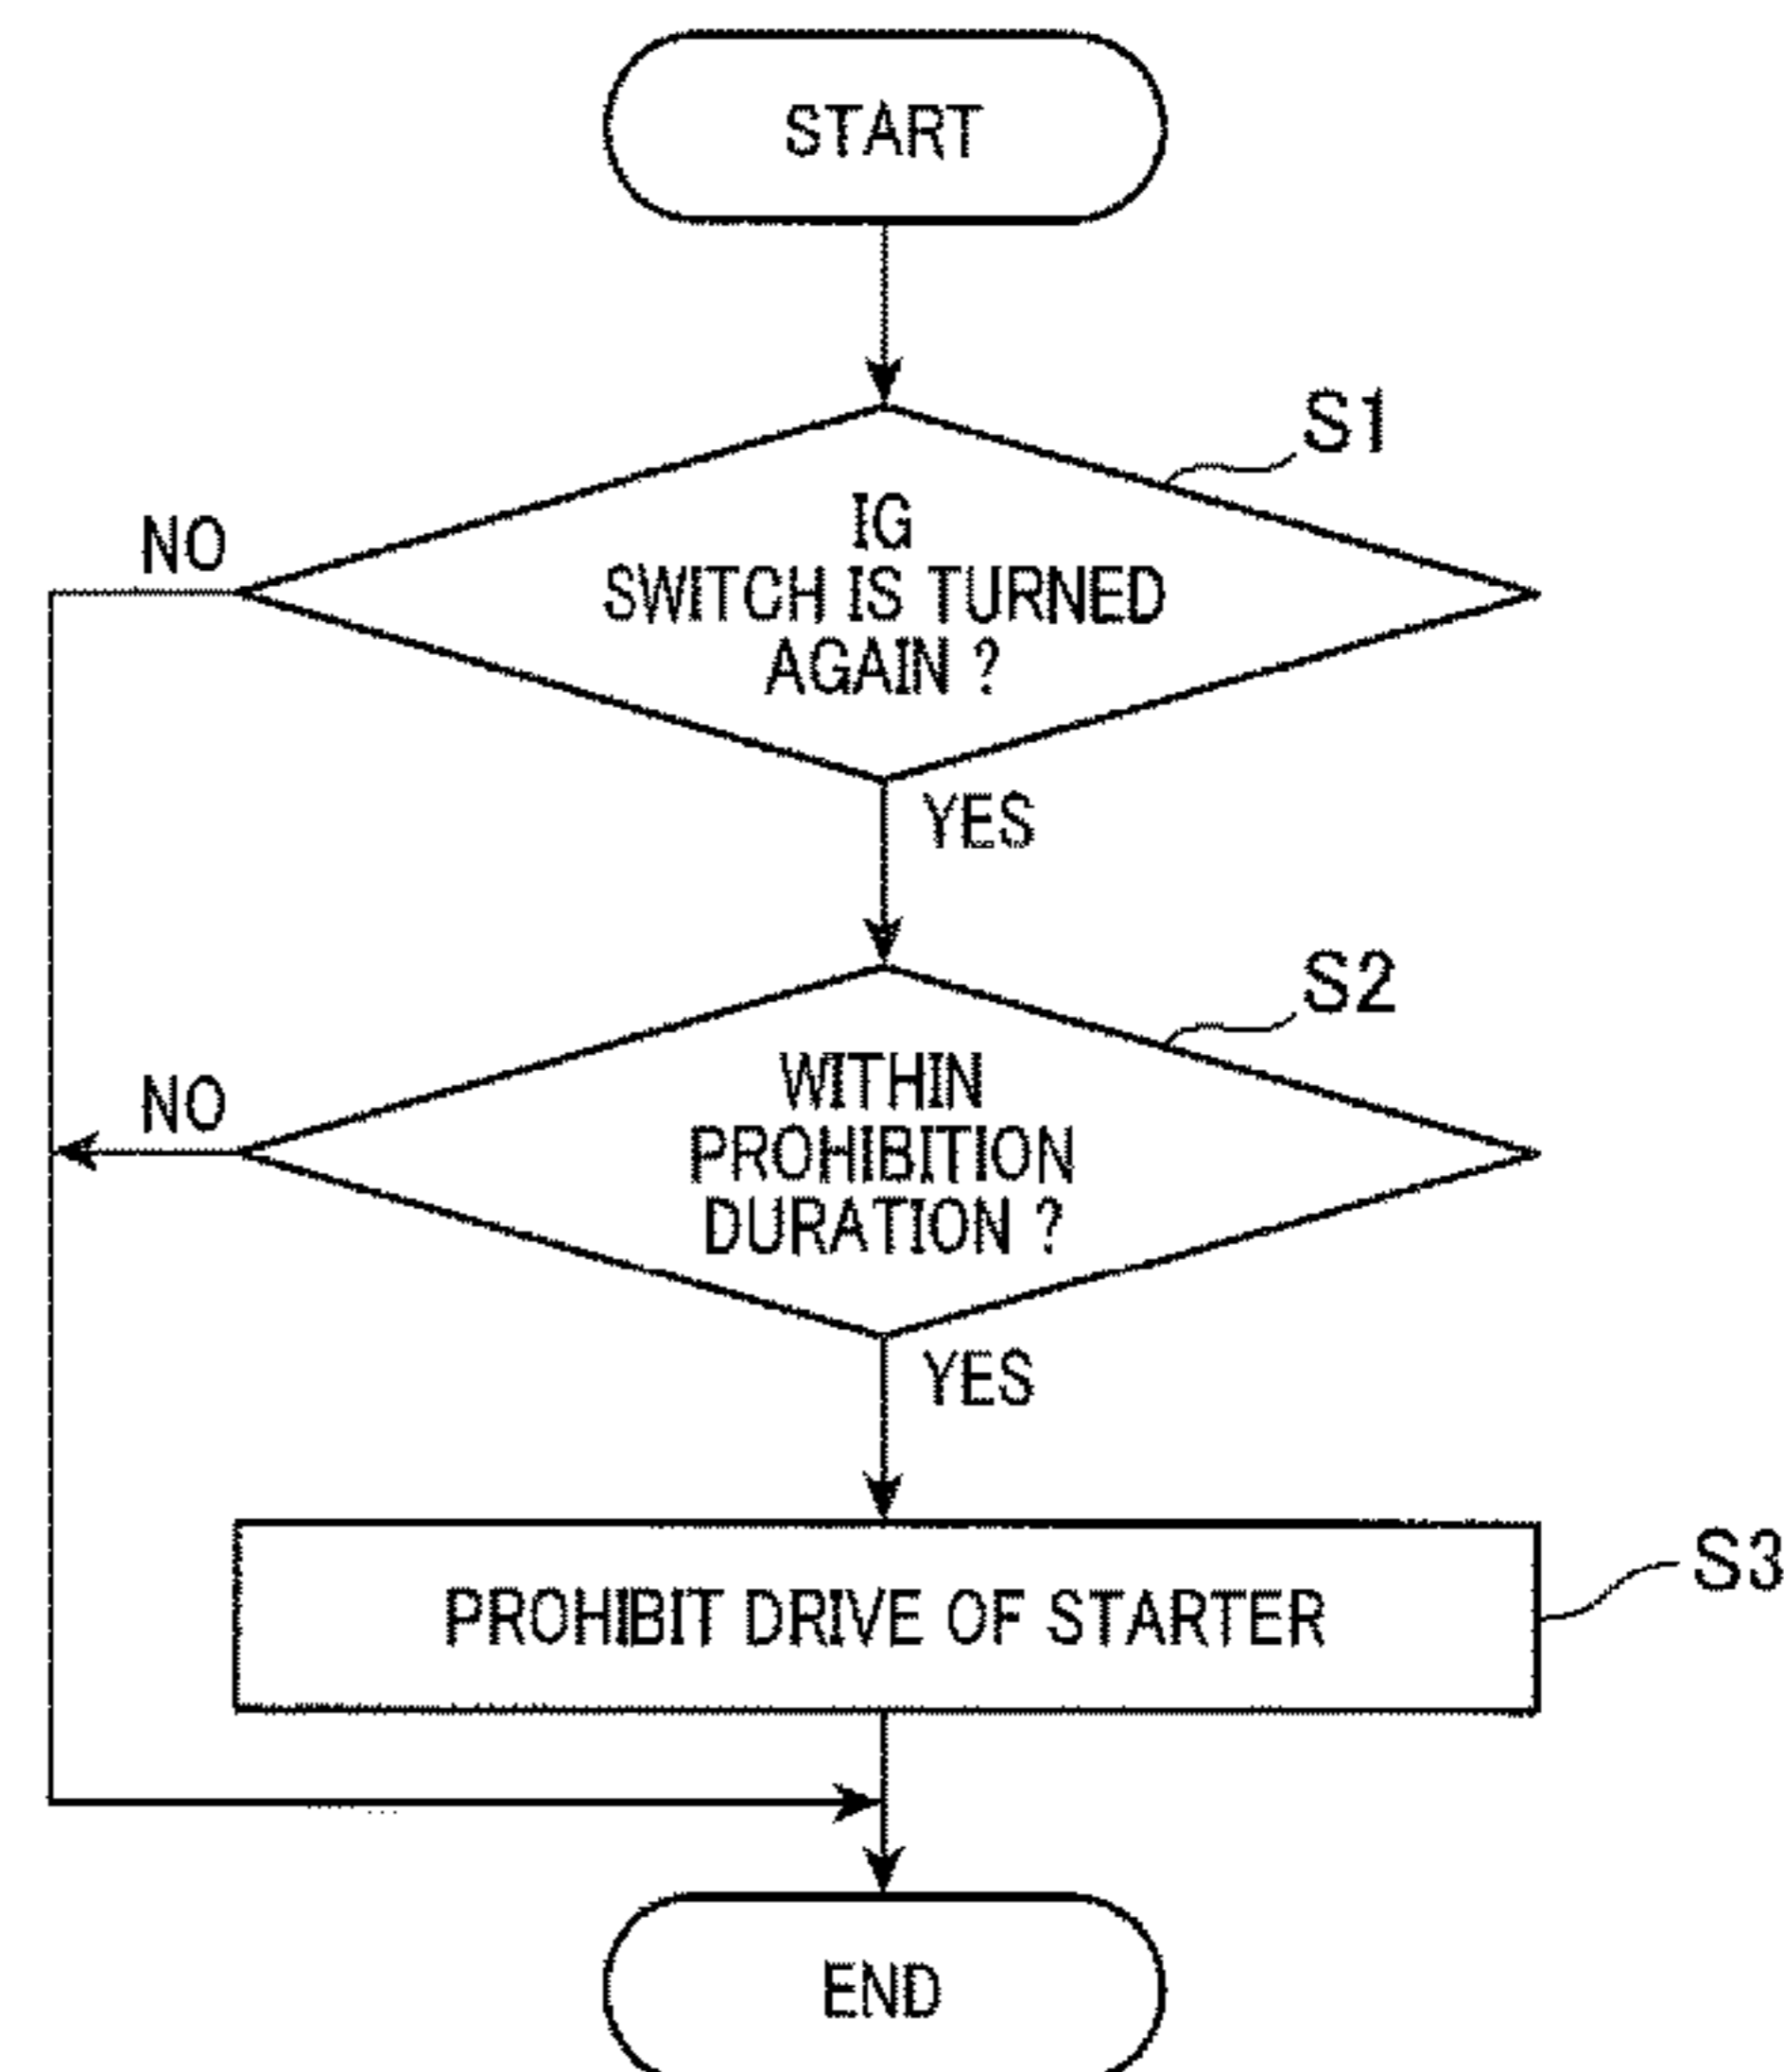 START
S1
IG
SWITCH IS TURNED
AGAIN ?
NO
YES
S2
WITHIN
PROHIBITION
DURATION ?
NO
YES
PROHIBIT DRIVE OF STARTER
S3
END